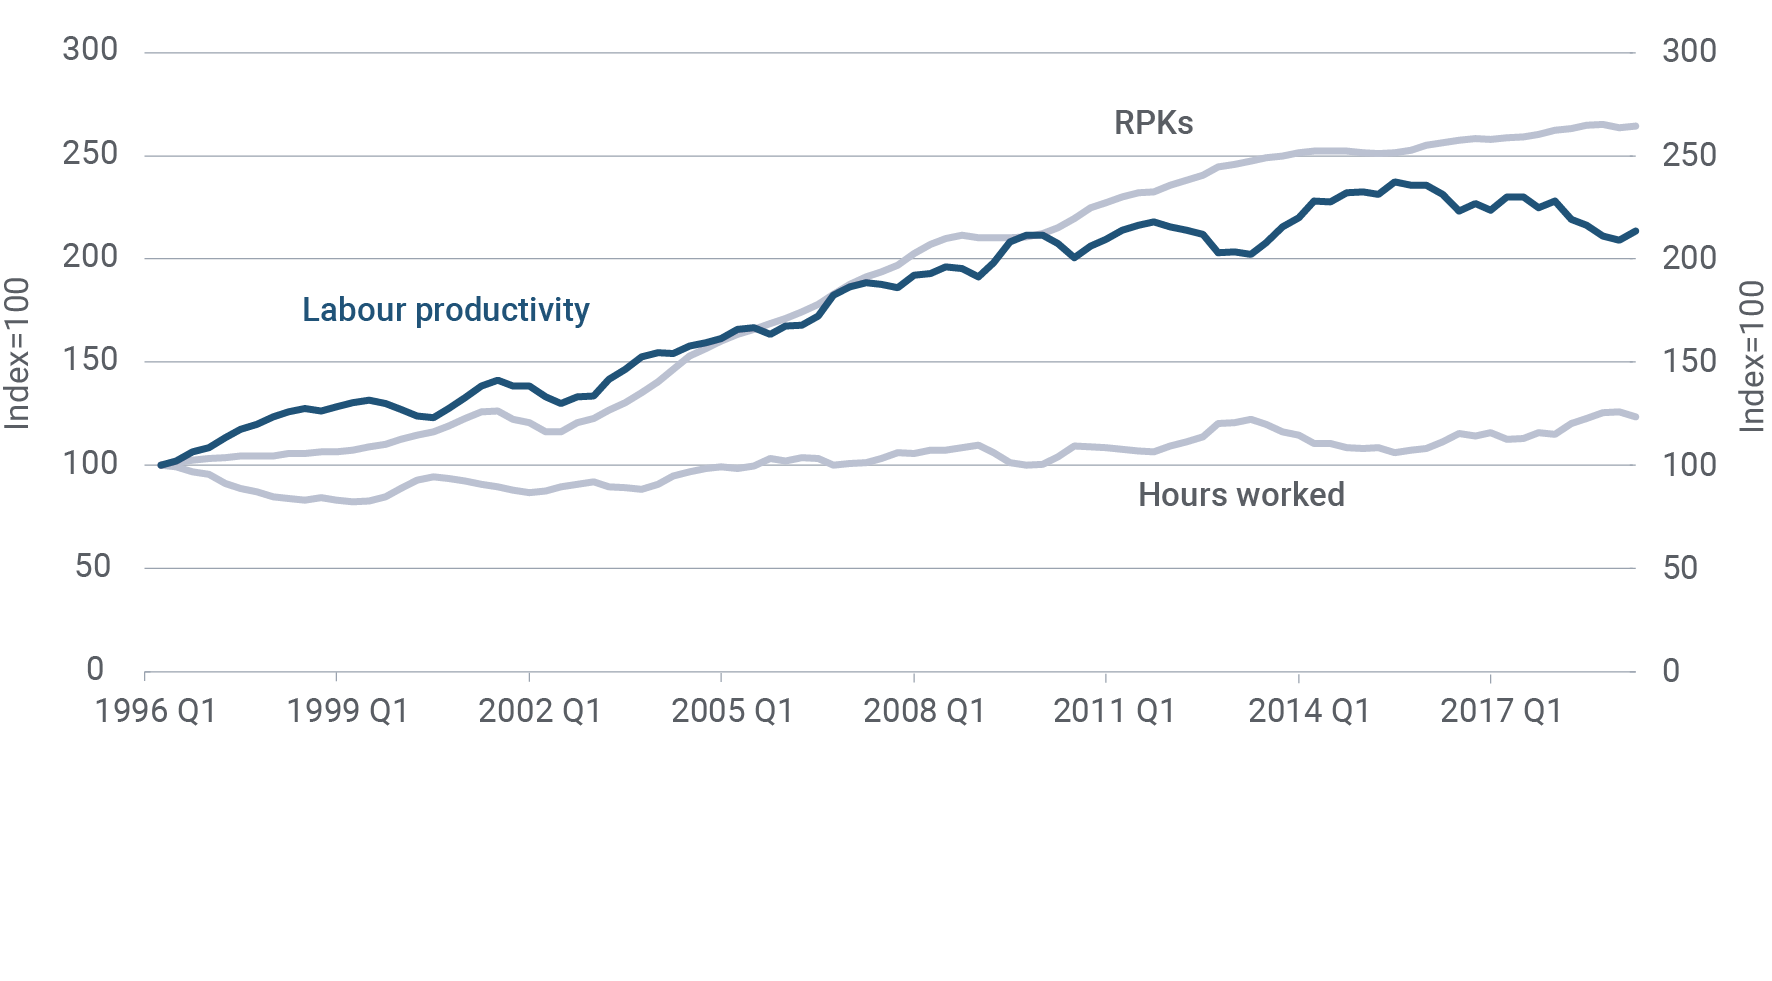 300
300
RPKs
250
250
200
200
Labour productivity
Index=100
Index=100
150
150
100
100
Hours worked
50
50
0
0
1996 Q1
1999 Q1
2002 Q1
2005 Q1
2008 Q1
2011 Q1
2014 Q1
2017 Q1